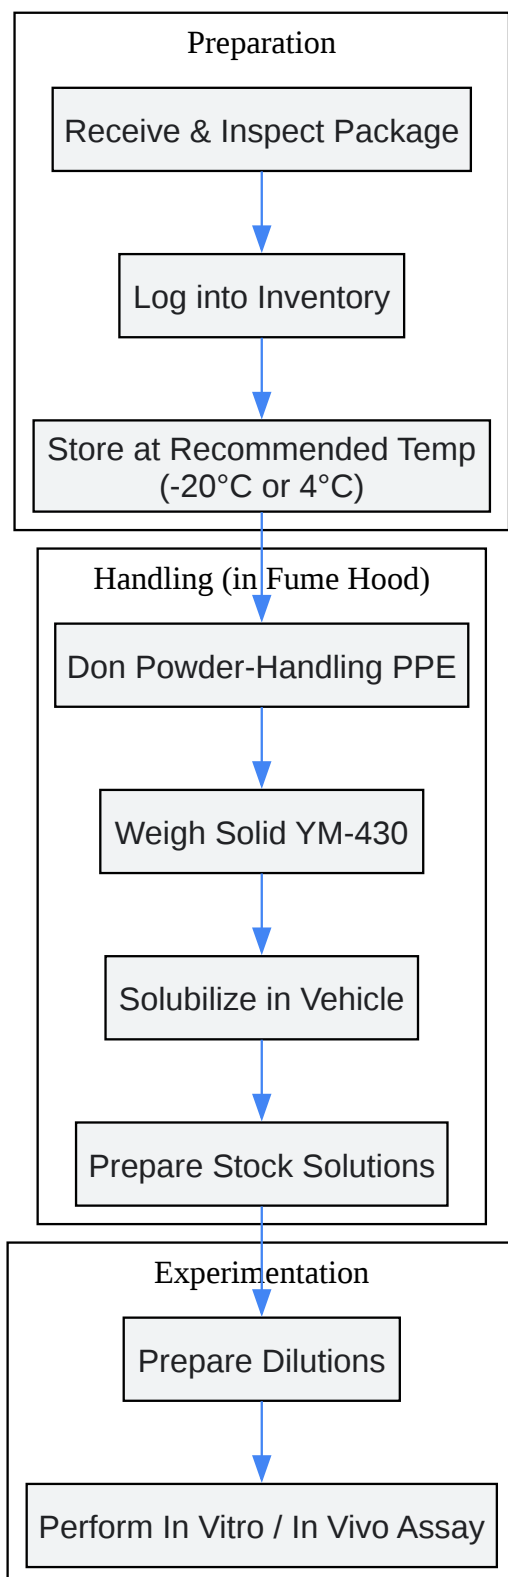 Preparation
Receive & Inspect Package
Log into Inventory
Store at Recommended Temp
(-20°C or 4°C)
Handling (in Fume Hood)
Don Powder-Handling PPE
Weigh Solid YM-430
Solubilize in Vehicle
Prepare Stock Solutions
Experimentation
Prepare Dilutions
Perform In Vitro / In Vivo Assay